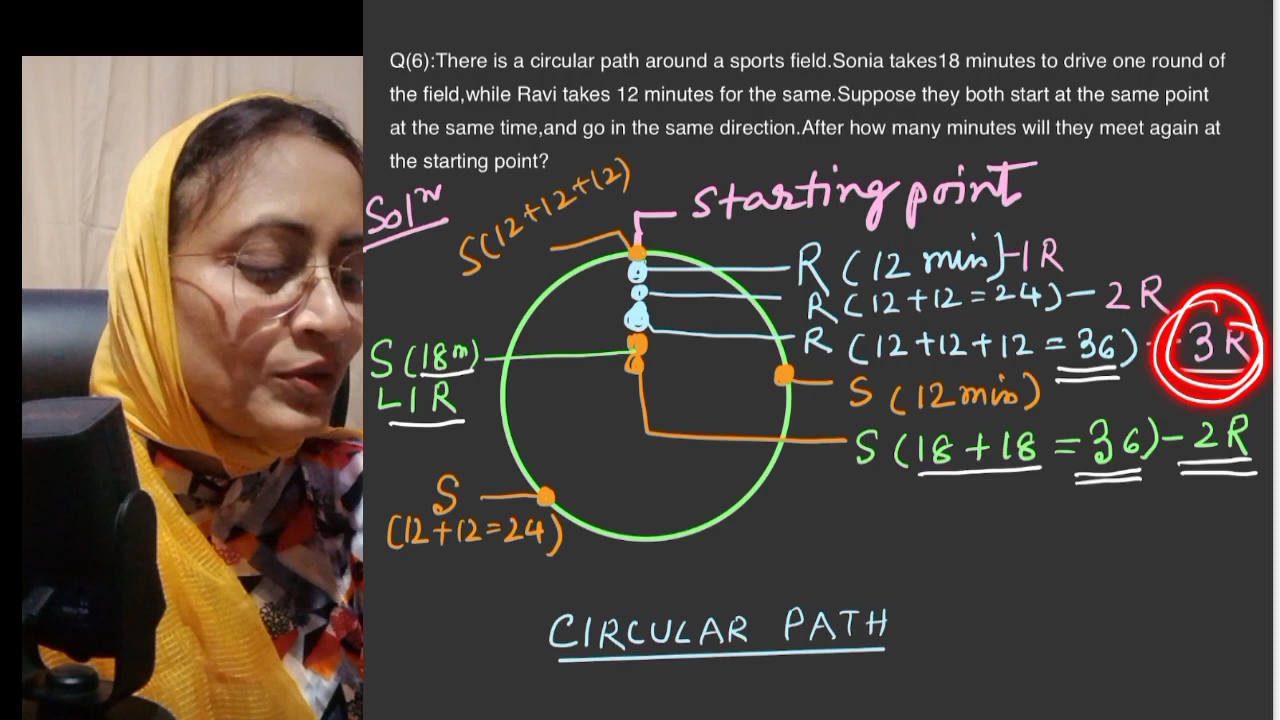 Q(6):There is a circular path around a sports field.Sonia takes18 minutes to drive one round of
the field,while Ravi takes 12 minutes for the same.Suppose they both start at the same point
at the same time,and go in the same direction.After how many minutes will they meet again at
the starting point?
Solⁿ
S(12+12+12)
starting point
R (12 min)-1R
R(12+12=24)-2R
R (12+12+12=36) - 3R
S (18m)
L1R
S (12min)
S (18+18=36)-2R
S
(12+12=24)
CIRCULAR PATH